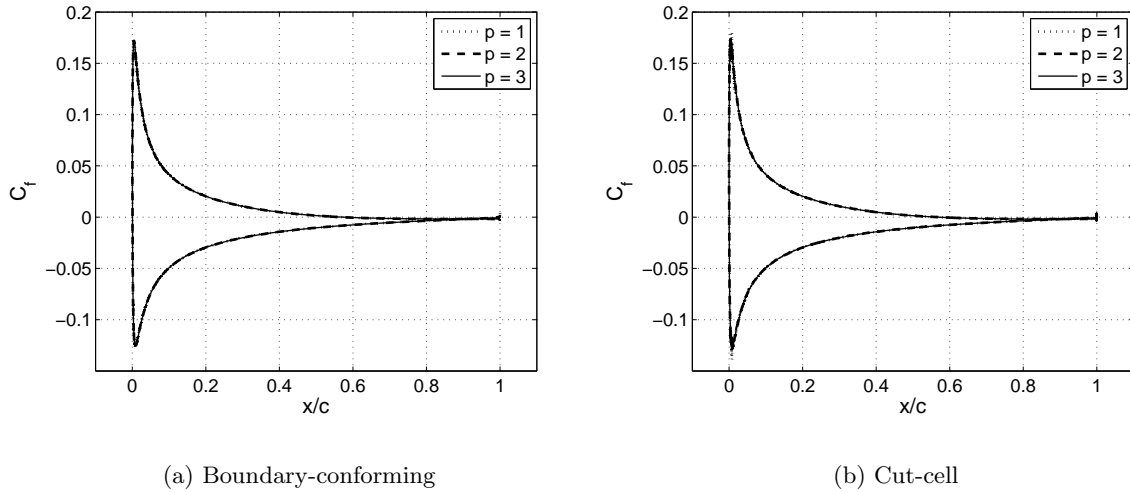 0.2
0.15
0.1
0.05
0
−0.05
−0.1
C_f
0
0.2
0.4
0.6
0.8
1
x/c
p = 1
p = 2
p = 3
(a) Boundary-conforming
0.2
0.15
0.1
0.05
0
−0.05
−0.1
C_f
0
0.2
0.4
0.6
0.8
1
x/c
p = 1
p = 2
p = 3
(b) Cut-cell